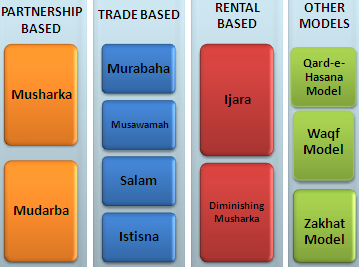 PARTNERSHIP
BASED
Musharka
Mudarba
TRADE BASED
Murabaha
Musawamah
Salam
Istisna
RENTAL
BASED
Ijara
Diminishing
Musharka
OTHER
MODELS
Qard-e-
Hasana
Model
Waqf
Model
Zakhat
Model